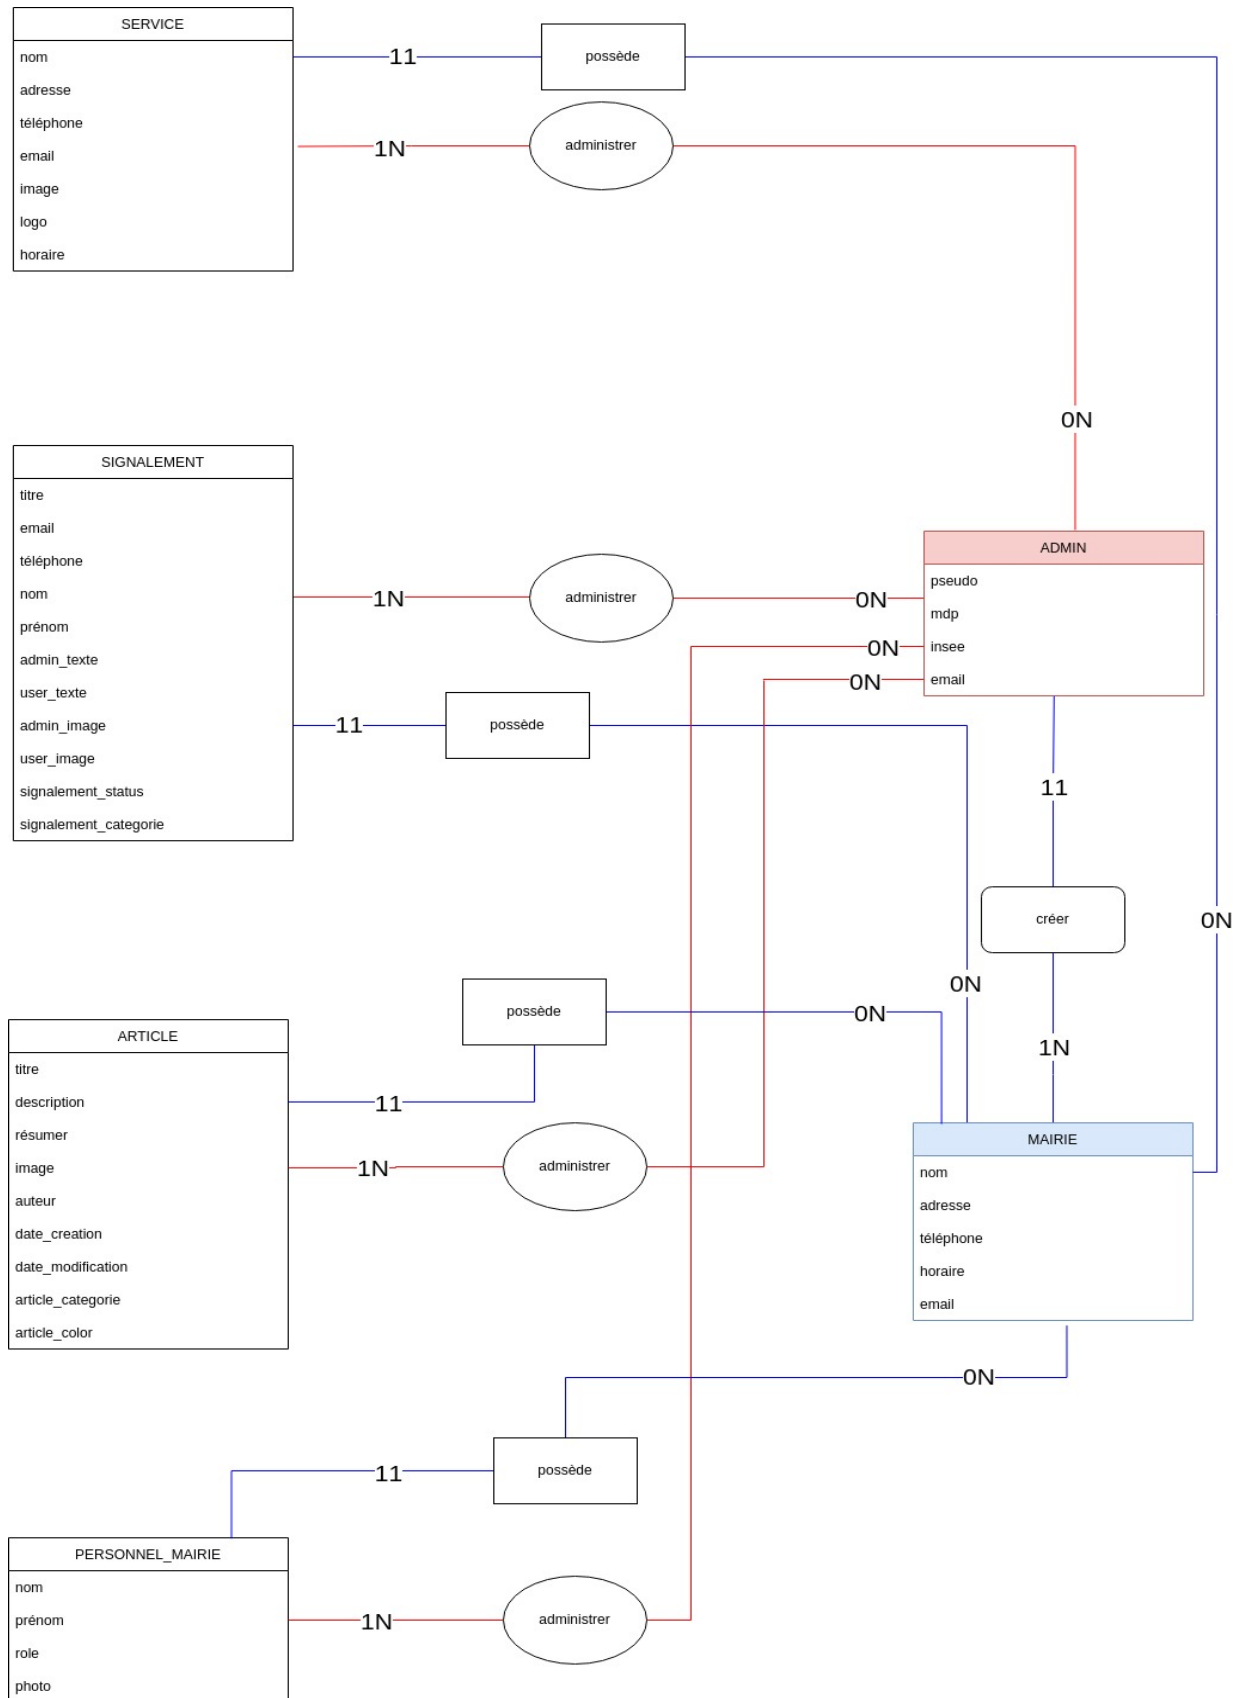 SERVICE
nom
adresse
téléphone
email
image
logo
horaire
11
possède
1N
administrer
0N
SIGNALEMENT
titre
email
téléphone
nom
prénom
admin_texte
user_texte
admin_image
user_image
signalement_status
signalement_categorie
1N
administrer
0N
0N
0N
11
possède
ADMIN
pseudo
mdp
insee
email
11
créer
0N
0N
1N
possède
0N
11
ARTICLE
titre
description
résumer
image
auteur
date_creation
date_modification
article_categorie
article_color
1N
administrer
MAIRIE
nom
adresse
téléphone
horaire
email
0N
possède
11
PERSONNEL_MAIRIE
nom
prénom
role
photo
1N
administrer